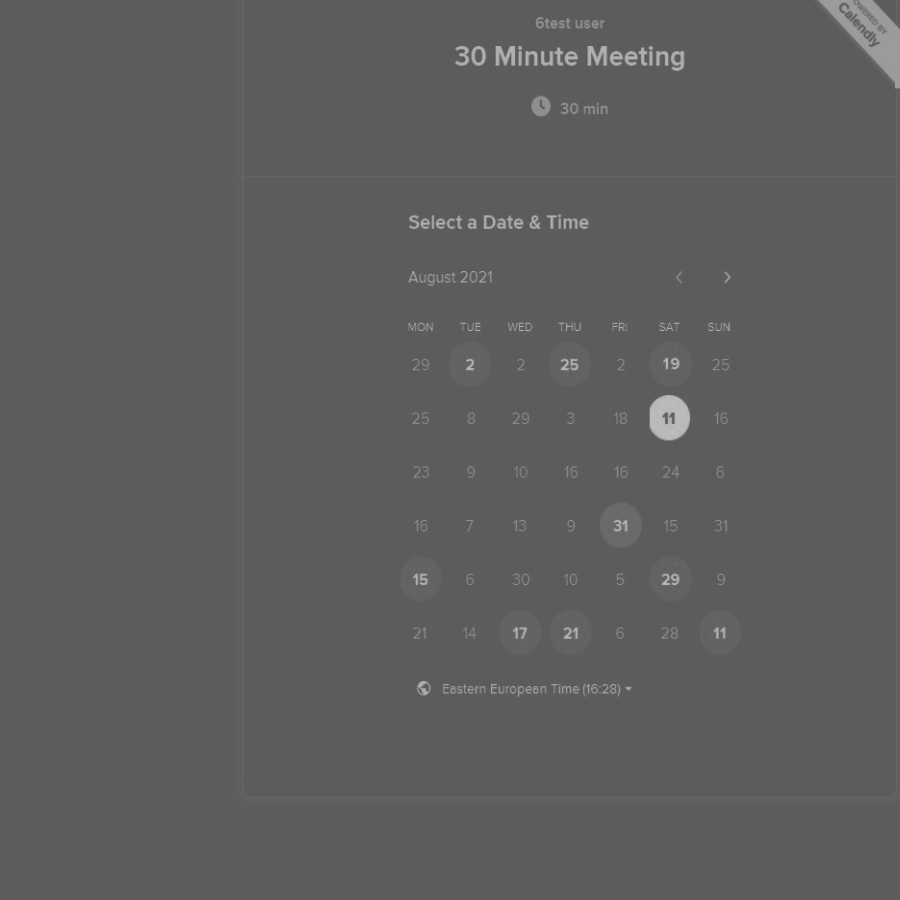 POWERED BY
Calendly
6test user
30 Minute Meeting
30 min
Select a Date & Time
August 2021
MON TUE WED THU FRI SAT SUN
29 2 2 25 2 19 25
25 8 29 3 18 11 16
23 9 10 16 16 24 6
16 7 13 9 31 15 31
15 6 30 10 5 29 9
21 14 17 21 6 28 11
Eastern European Time (16:28)